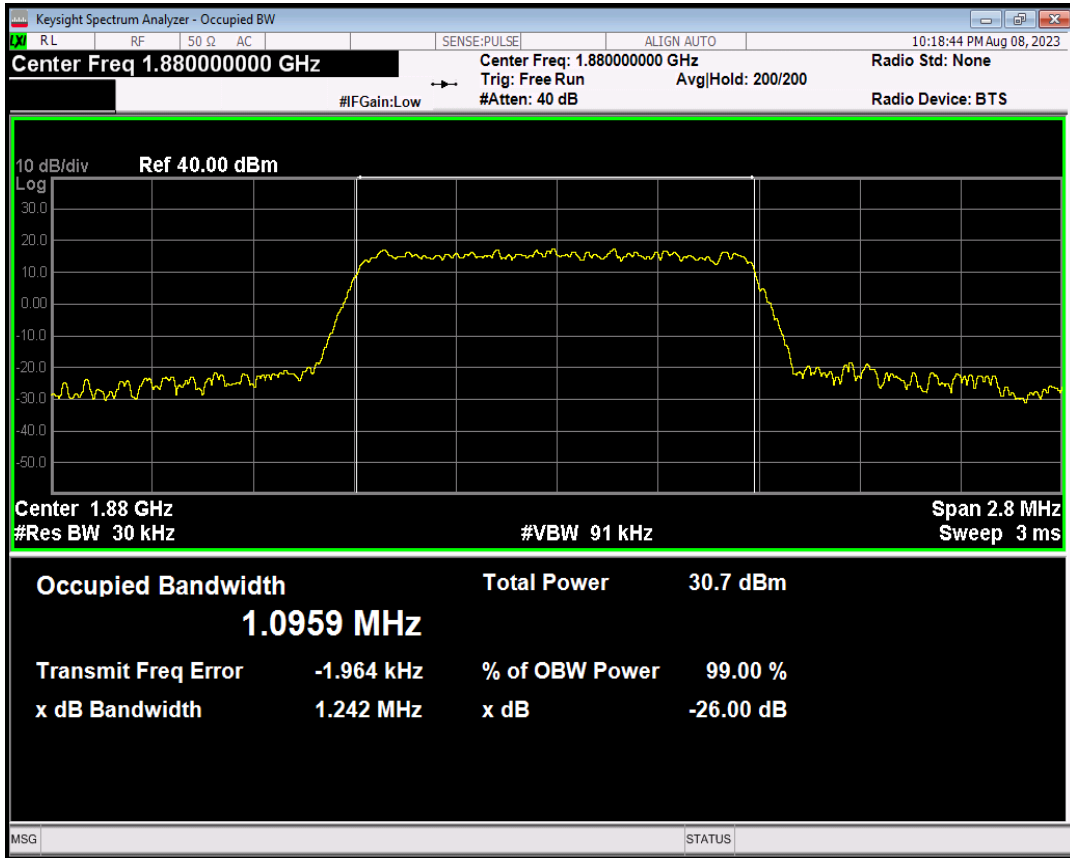 Keysight Spectrum Analyzer - Occupied BW
LXI RL RF 50 Ω AC SENSE:PULSE ALIGN AUTO 10:18:44 PM Aug 08, 2023
Center Freq 1.880000000 GHz Center Freq: 1.880000000 GHz Radio Std: None
Trig: Free Run Avg|Hold: 200/200
#IFGain:Low #Atten: 40 dB Radio Device: BTS
10 dB/div Ref 40.00 dBm
Log
30.0
20.0
10.0
0.00
-10.0
-20.0
-30.0
-40.0
-50.0
Center 1.88 GHz Span 2.8 MHz
#Res BW 30 kHz #VBW 91 kHz Sweep 3 ms
Occupied Bandwidth Total Power 30.7 dBm
1.0959 MHz
Transmit Freq Error -1.964 kHz % of OBW Power 99.00 %
x dB Bandwidth 1.242 MHz x dB -26.00 dB
MSG STATUS